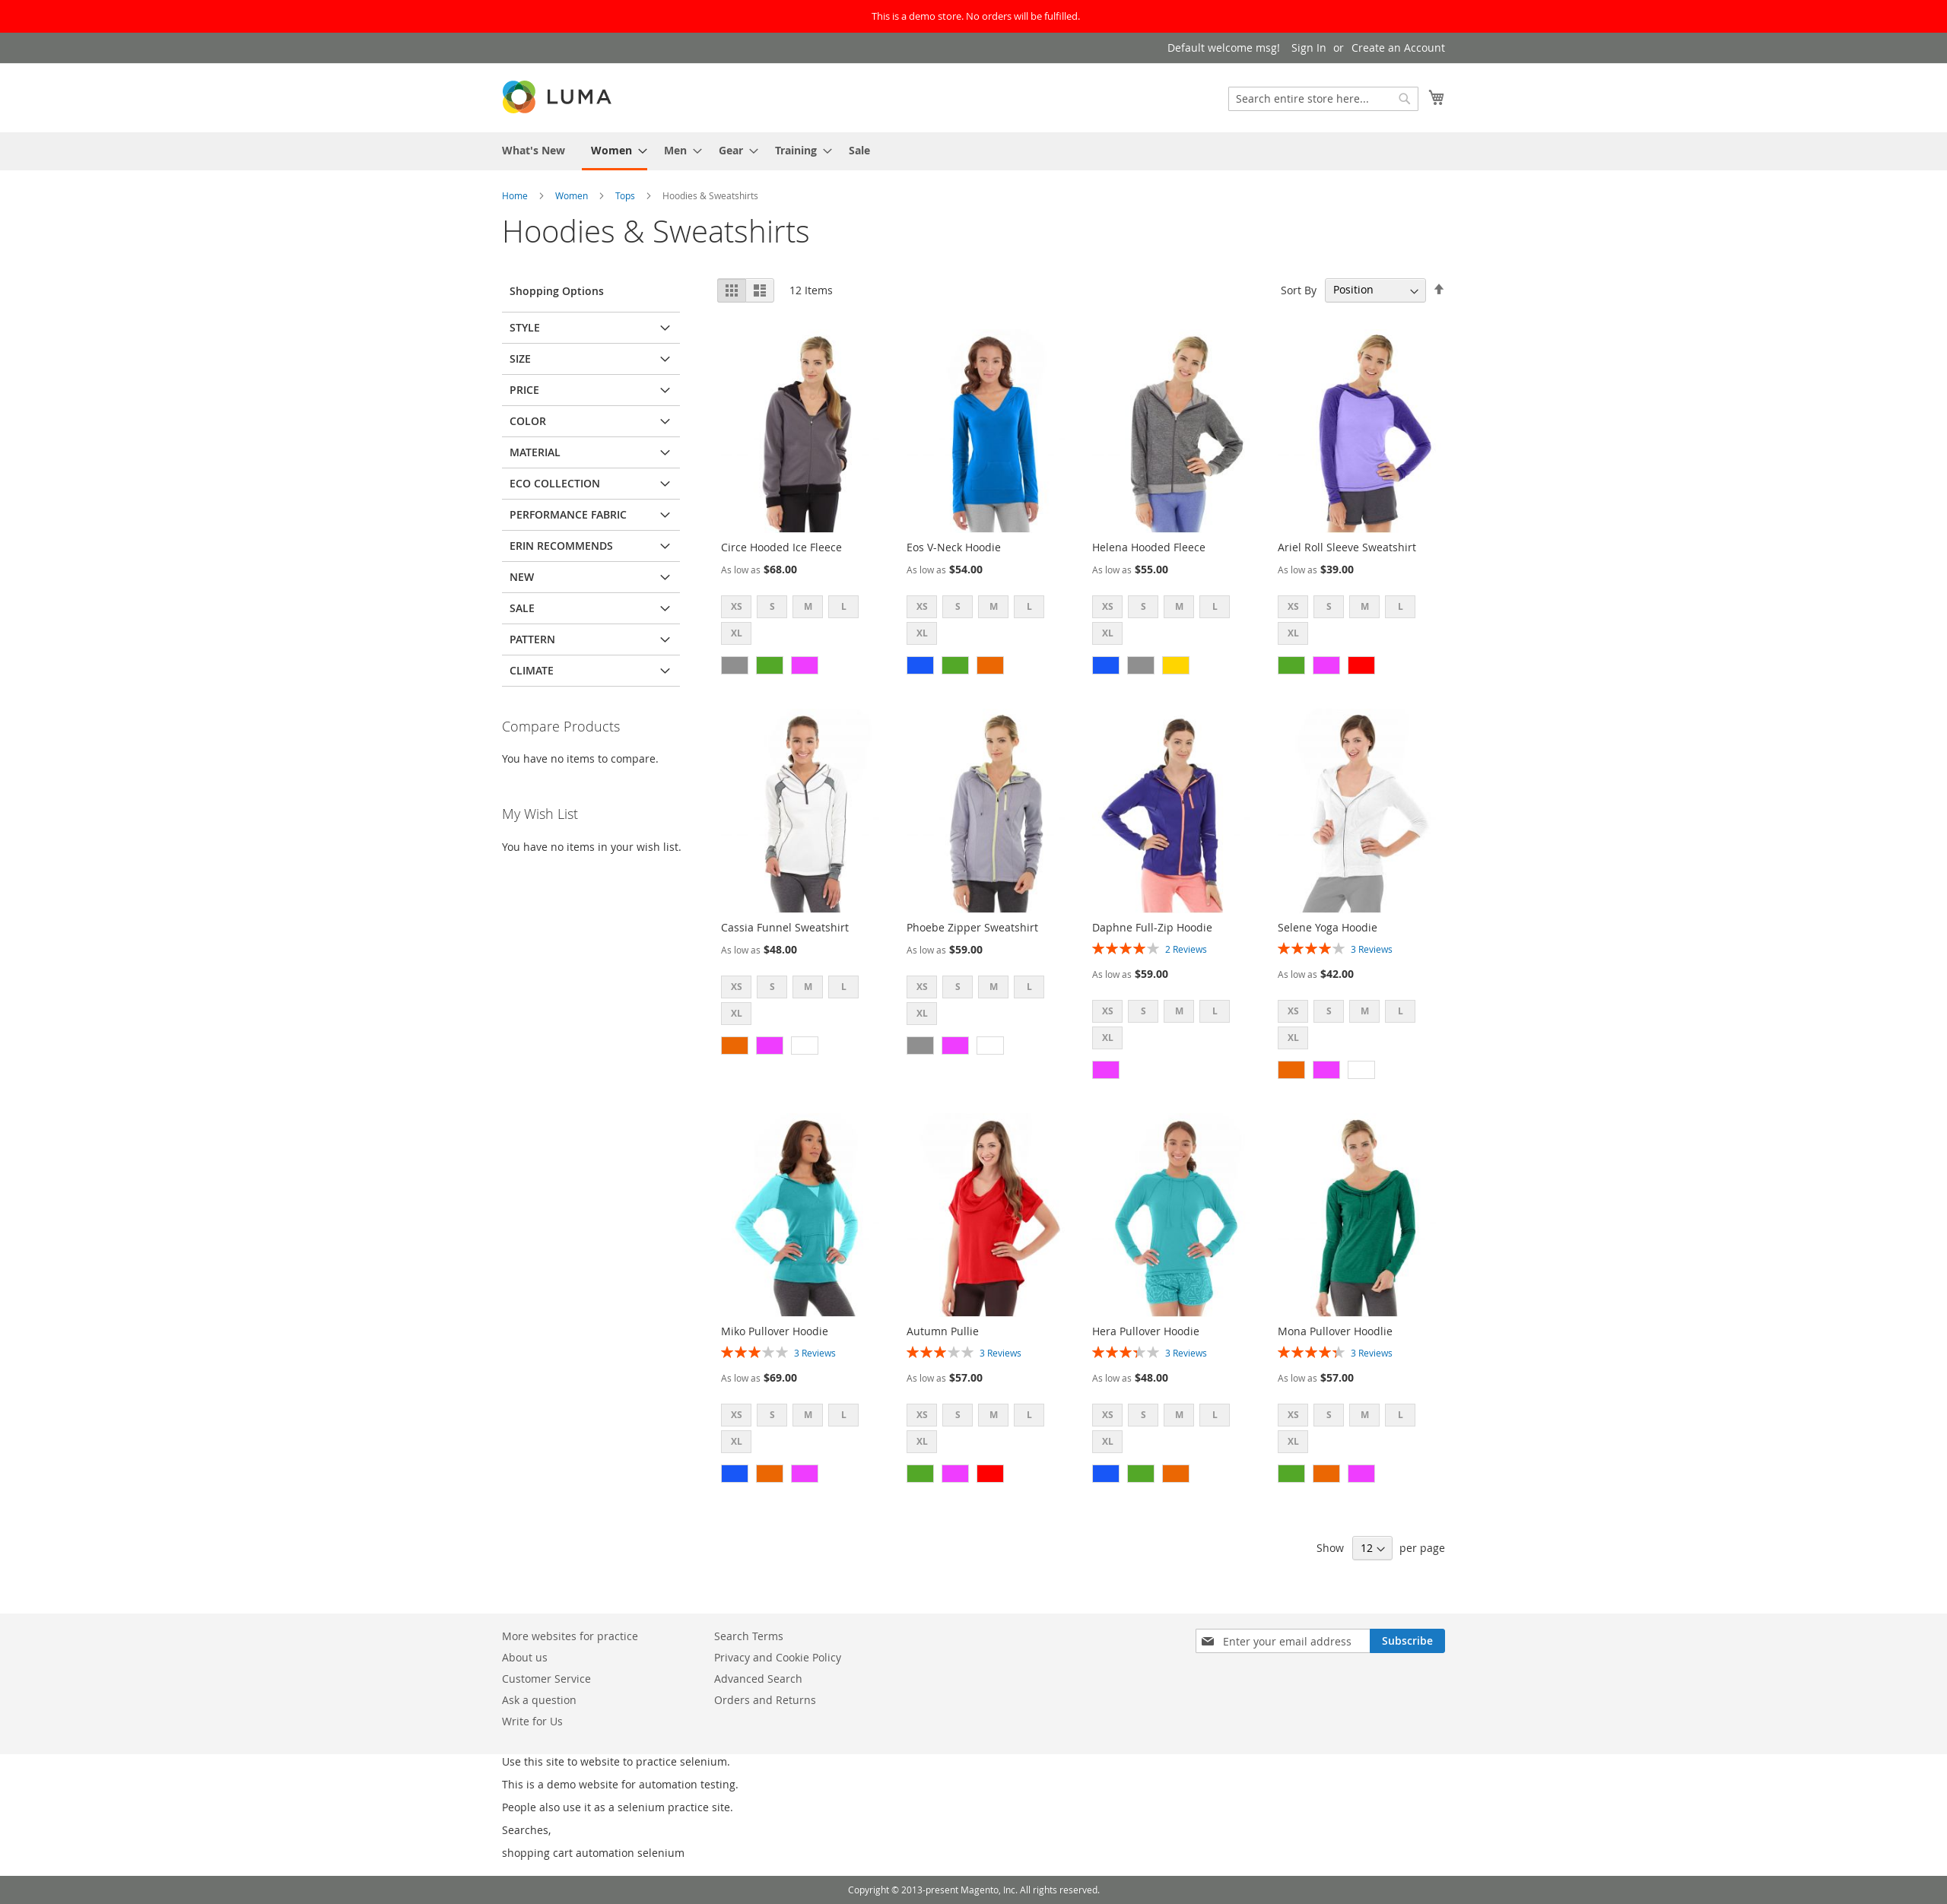 This is a demo store. No orders will be fulfilled.
Default welcome msg! Sign In or Create an Account
LUMA
Search entire store here...
What's New Women Men Gear Training Sale
Home Women Tops Hoodies & Sweatshirts
Hoodies & Sweatshirts
Shopping Options
STYLE
SIZE
PRICE
COLOR
MATERIAL
ECO COLLECTION
PERFORMANCE FABRIC
ERIN RECOMMENDS
NEW
SALE
PATTERN
CLIMATE
Compare Products
You have no items to compare.
My Wish List
You have no items in your wish list.
12 Items
Sort By Position
Circe Hooded Ice Fleece
As low as $68.00
XS S M L
XL
Eos V-Neck Hoodie
As low as $54.00
XS S M L
XL
Helena Hooded Fleece
As low as $55.00
XS S M L
XL
Ariel Roll Sleeve Sweatshirt
As low as $39.00
XS S M L
XL
Cassia Funnel Sweatshirt
As low as $48.00
XS S M L
XL
Phoebe Zipper Sweatshirt
As low as $59.00
XS S M L
XL
Daphne Full-Zip Hoodie
2 Reviews
As low as $59.00
XS S M L
XL
Selene Yoga Hoodie
3 Reviews
As low as $42.00
XS S M L
XL
Miko Pullover Hoodie
3 Reviews
As low as $69.00
XS S M L
XL
Autumn Pullie
3 Reviews
As low as $57.00
XS S M L
XL
Hera Pullover Hoodie
3 Reviews
As low as $48.00
XS S M L
XL
Mona Pullover Hoodlie
3 Reviews
As low as $57.00
XS S M L
XL
Show 12 per page
More websites for practice
About us
Customer Service
Ask a question
Write for Us
Search Terms
Privacy and Cookie Policy
Advanced Search
Orders and Returns
Enter your email address
Subscribe
Use this site to website to practice selenium.
This is a demo website for automation testing.
People also use it as a selenium practice site.
Searches,
shopping cart automation selenium
Copyright © 2013-present Magento, Inc. All rights reserved.